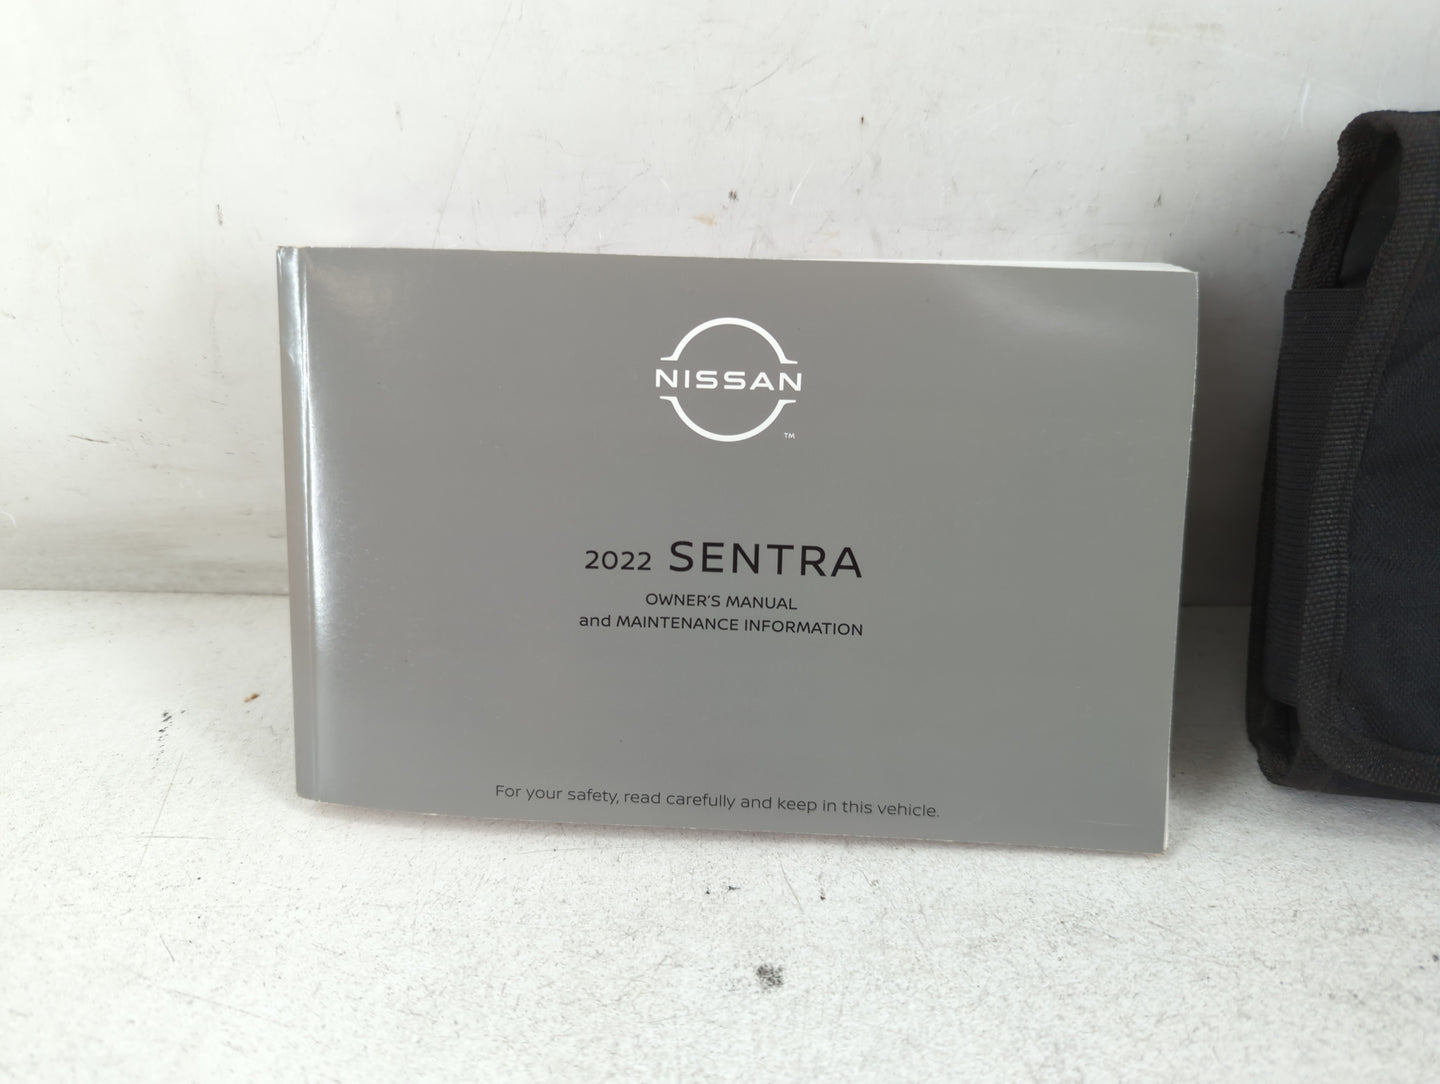 NISSAN
TM
2022 SENTRA
OWNER'S MANUAL
and MAINTENANCE INFORMATION
For your safety, read carefully and keep in this vehicle.